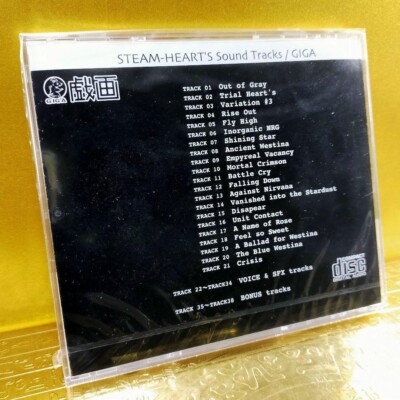 STEAM-HEART'S Sound Tracks / GIGA
GIGA 戯画
TRACK 01 Out of Gray
TRACK 02 Trial Heart's
TRACK 03 Variation #3
TRACK 04 Rise Out
TRACK 05 Fly High
TRACK 06 Inorganic NRG
TRACK 07 Shining Star
TRACK 08 Ancient Westina
TRACK 09 Empyreal Vacancy
TRACK 10 Mortal Crimson
TRACK 11 Battle Cry
TRACK 12 Falling Down
TRACK 13 Against Nirvana
TRACK 14 Vanished into the Stardust
TRACK 15 Disapear
TRACK 16 Unit Contact
TRACK 17 A Name of Rose
TRACK 18 Feel so Sweet
TRACK 19 A Ballad for Westina
TRACK 20 The Blue Westina
TRACK 21 Crisis
TRACK 22~TRACK34 VOICE & SFX tracks
TRACK 35~TRACK38 BONUS tracks
COMPACT
disc
DIGITAL AUDIO